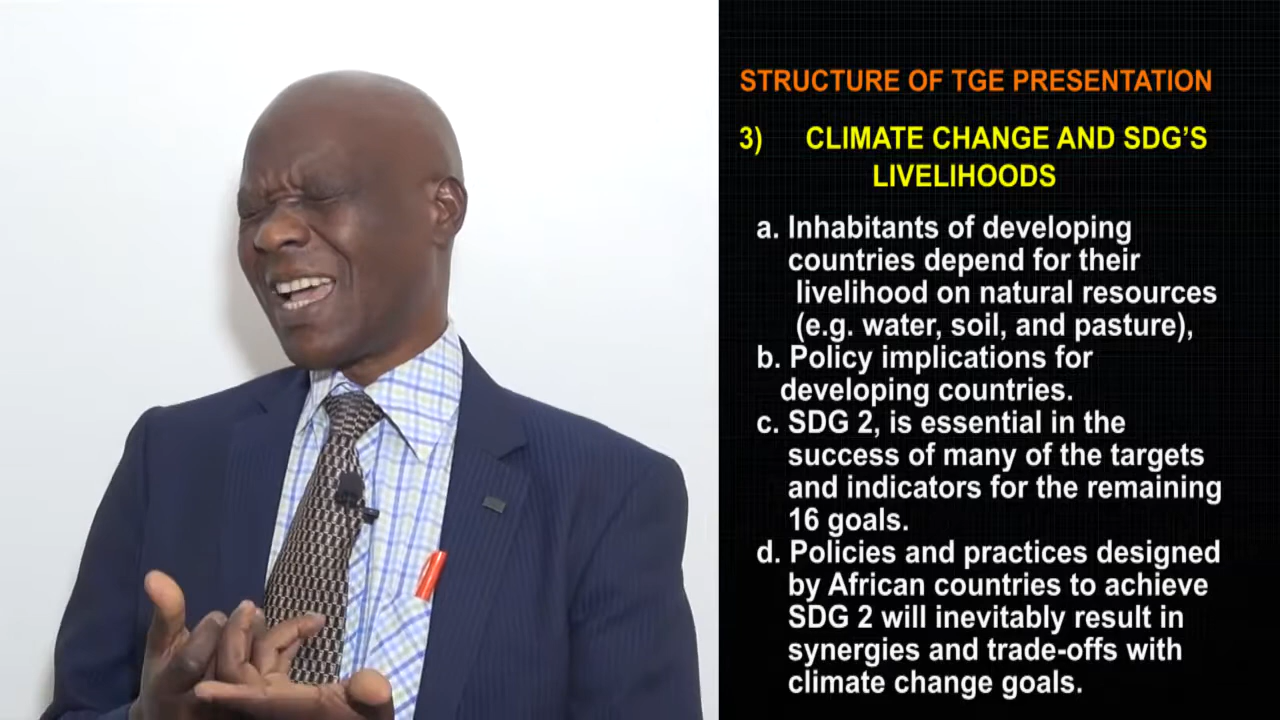 STRUCTURE OF TGE PRESENTATION
3) CLIMATE CHANGE AND SDG'S
LIVELIHOODS
a. Inhabitants of developing
countries depend for their
livelihood on natural resources
(e.g. water, soil, and pasture),
b. Policy implications for
developing countries.
c. SDG 2, is essential in the
success of many of the targets
and indicators for the remaining
16 goals.
d. Policies and practices designed
by African countries to achieve
SDG 2 will inevitably result in
synergies and trade-offs with
climate change goals.